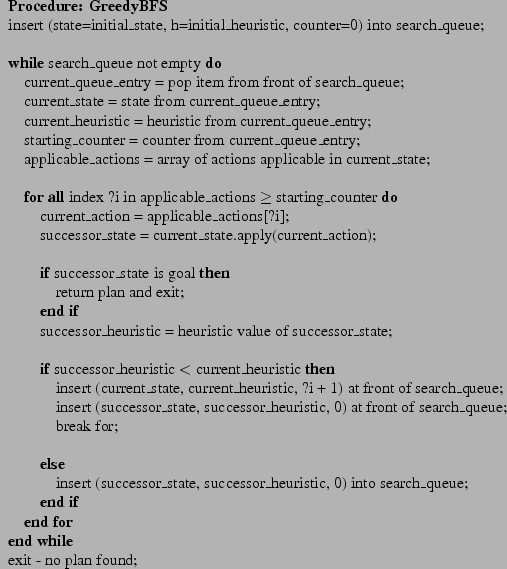 Procedure: GreedyBFS
insert (state=initial_state, h=initial_heuristic, counter=0) into search_queue;
while search_queue not empty do
current_queue_entry = pop item from front of search_queue;
current_state = state from current_queue_entry;
current_heuristic = heuristic from current_queue_entry;
starting_counter = counter from current_queue_entry;
applicable_actions = array of actions applicable in current_state;
for all index ?i in applicable_actions ≥ starting_counter do
current_action = applicable_actions[?i];
successor_state = current_state.apply(current_action);
if successor_state is goal then
return plan and exit;
end if
successor_heuristic = heuristic value of successor_state;
if successor_heuristic < current_heuristic then
insert (current_state, current_heuristic, ?i + 1) at front of search_queue;
insert (successor_state, successor_heuristic, 0) at front of search_queue;
break for;
else
insert (successor_state, successor_heuristic, 0) into search_queue;
end if
end for
end while
exit - no plan found;